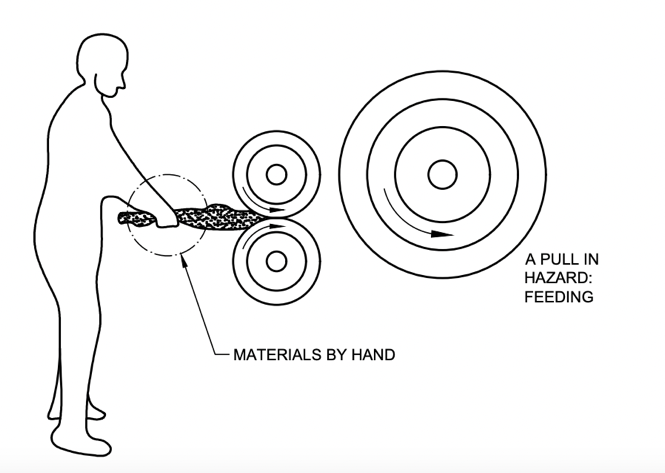 A PULL IN
HAZARD:
FEEDING
MATERIALS BY HAND